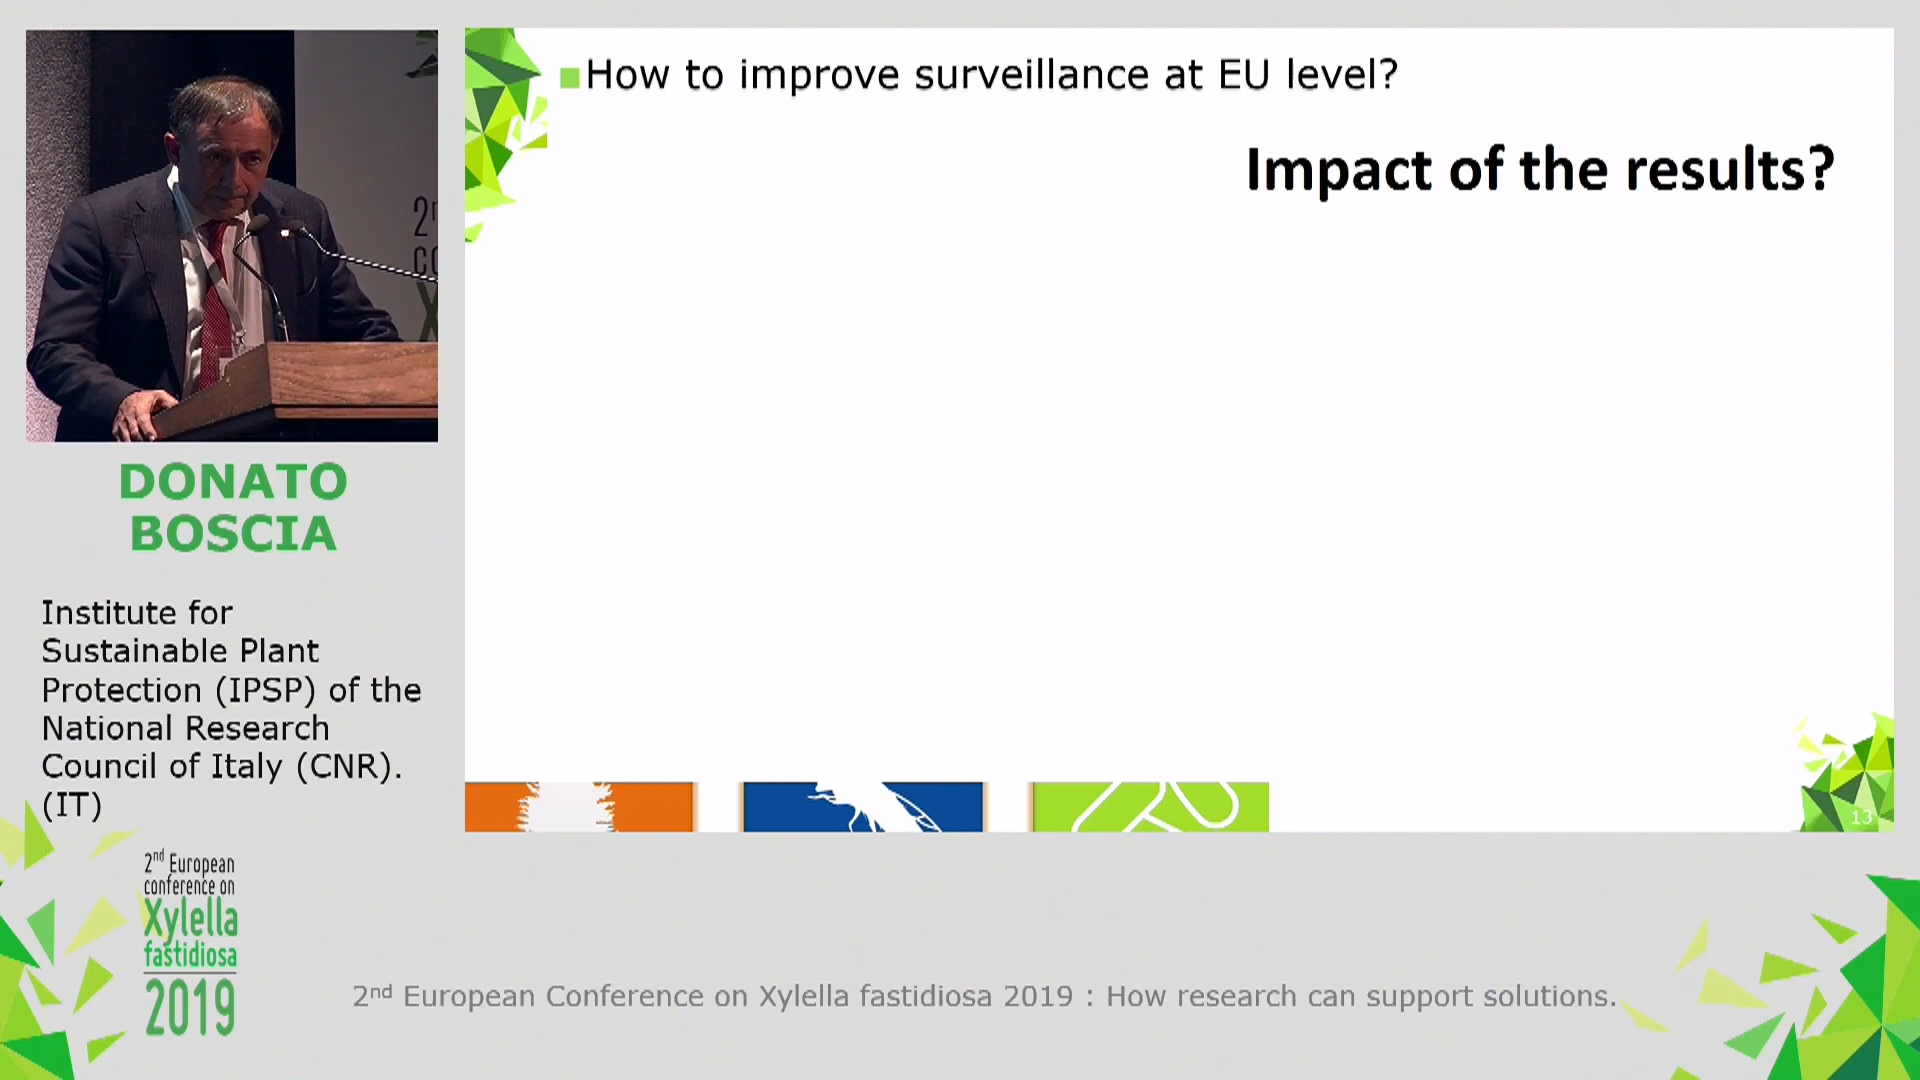 How to improve surveillance at EU level?
Impact of the results?
13
DONATO
BOSCIA
Institute for
Sustainable Plant
Protection (IPSP) of the
National Research
Council of Italy (CNR).
(IT)
2nd European
conference on
Xylella
fastidiosa
2019
2nd European Conference on Xylella fastidiosa 2019 : How research can support solutions.